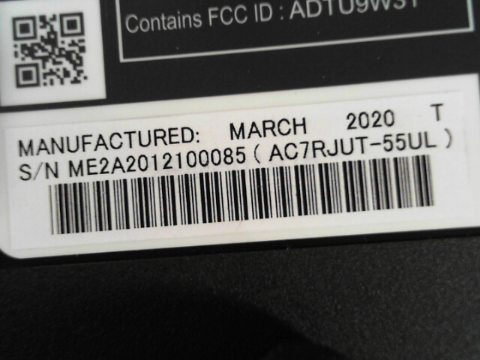 Contains FCC ID : ADTU9W31
MANUFACTURED: MARCH 2020 T
S/N ME2A2012100085 ( AC7RJUT-55UL )